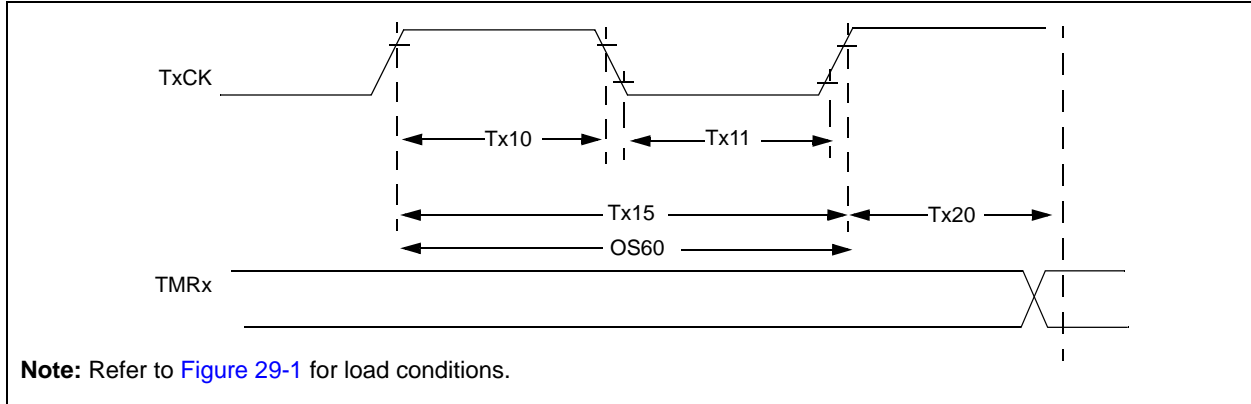 TxCK
Tx10
Tx11
Tx15
Tx20
OS60
TMRx
Note: Refer to Figure 29-1 for load conditions.